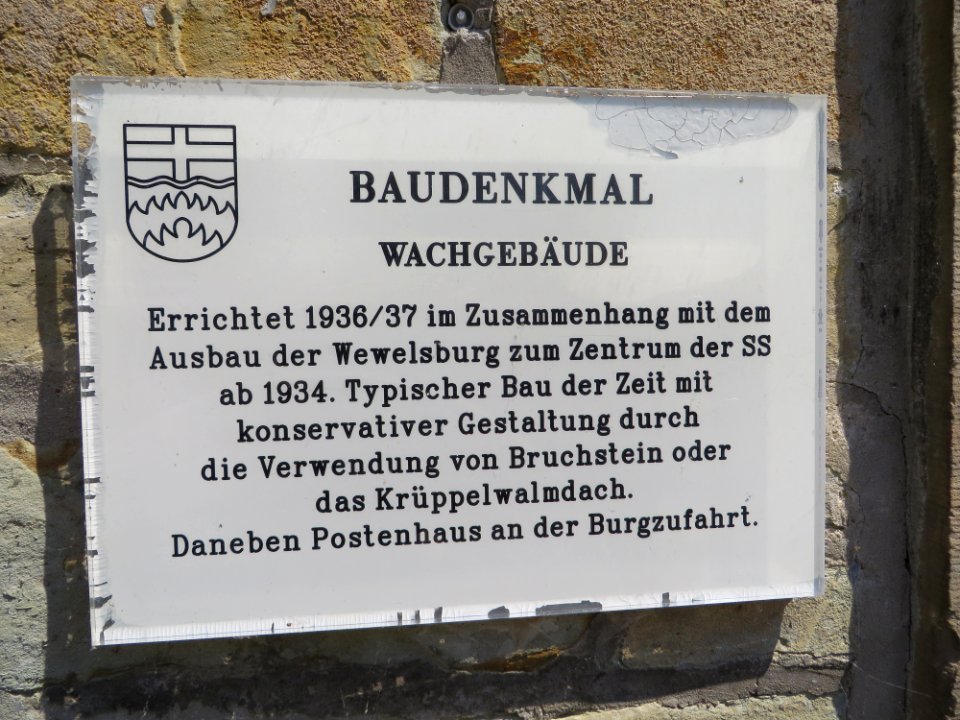 BAUDENKMAL
WACHGEBÄUDE
Errichtet 1936/37 im Zusammenhang mit dem
Ausbau der Wewelsburg zum Zentrum der SS
ab 1934. Typischer Bau der Zeit mit
konservativer Gestaltung durch
die Verwendung von Bruchstein oder
das Krüppelwalmdach.
Daneben Postenhaus an der Burgzufahrt.